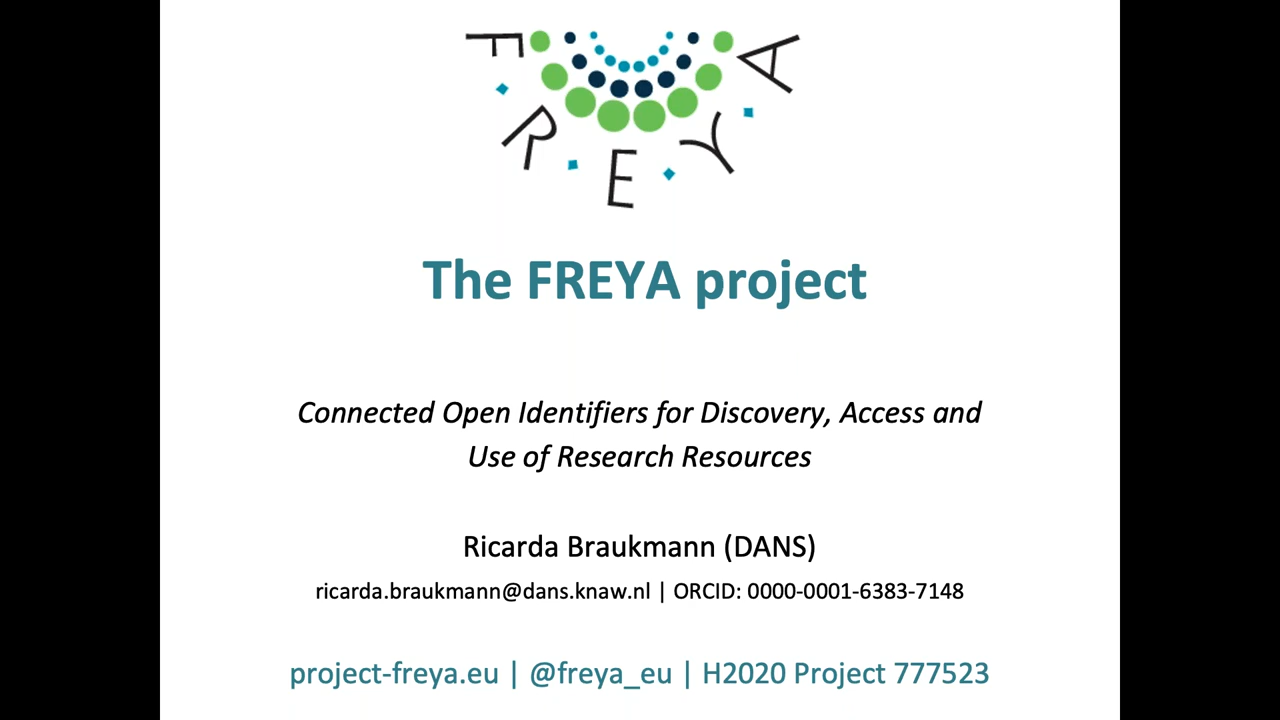 FREYA
The FREYA project
Connected Open Identifiers for Discovery, Access and
Use of Research Resources
Ricarda Braukmann (DANS)
ricarda.braukmann@dans.knaw.nl | ORCID: 0000-0001-6383-7148
project-freya.eu | @freya_eu | H2020 Project 777523